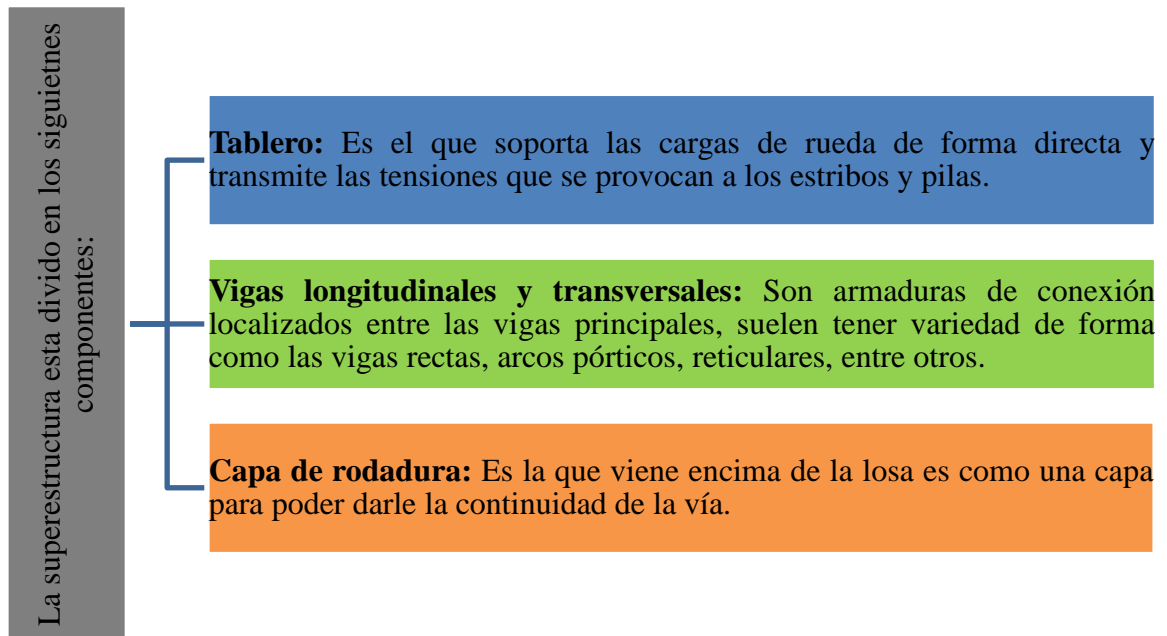 La superestructura esta divido en los siguietnes
componentes:
Tablero: Es el que soporta las cargas de rueda de forma directa y
transmite las tensiones que se provocan a los estribos y pilas.
Vigas longitudinales y transversales: Son armaduras de conexión
localizados entre las vigas principales, suelen tener variedad de forma
como las vigas rectas, arcos pórticos, reticulares, entre otros.
Capa de rodadura: Es la que viene encima de la losa es como una capa
para poder darle la continuidad de la vía.